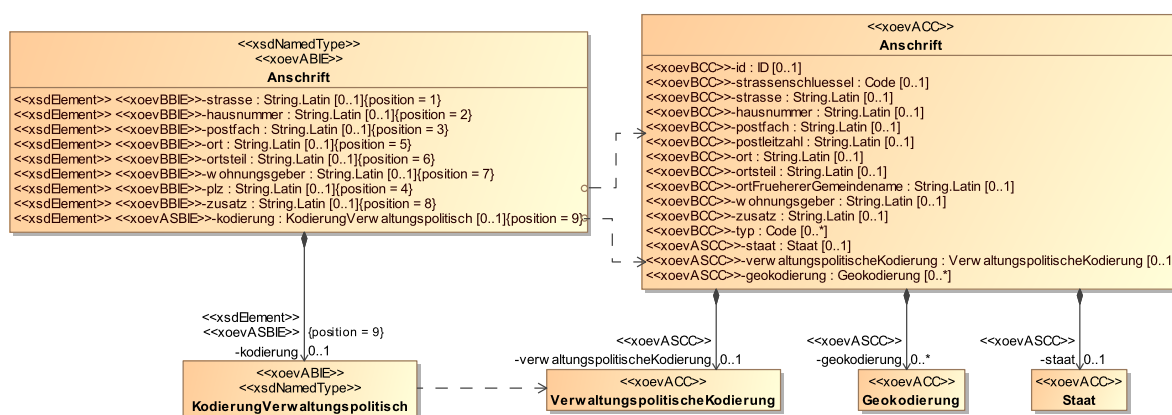 <<xsdNamedType>>
<<xoevABIE>>
Anschrift
<<xsdElement>> <<xoevBBIE>>-strasse : String.Latin [0..1]{position = 1}
<<xsdElement>> <<xoevBBIE>>-hausnummer : String.Latin [0..1]{position = 2}
<<xsdElement>> <<xoevBBIE>>-postfach : String.Latin [0..1]{position = 3}
<<xsdElement>> <<xoevBBIE>>-ort : String.Latin [0..1]{position = 5}
<<xsdElement>> <<xoevBBIE>>-ortsteil : String.Latin [0..1]{position = 6}
<<xsdElement>> <<xoevBBIE>>-wohnungsgeber : String.Latin [0..1]{position = 7}
<<xsdElement>> <<xoevBBIE>>-plz : String.Latin [0..1]{position = 4}
<<xsdElement>> <<xoevBBIE>>-zusatz : String.Latin [0..1]{position = 8}
<<xsdElement>> <<xoevASBIE>>-kodierung : KodierungVerwaltungspolitisch [0..1]{position = 9}
<<xoevACC>>
Anschrift
<<xoevBCC>>-id : ID [0..1]
<<xoevBCC>>-strassenschluessel : Code [0..1]
<<xoevBCC>>-strasse : String.Latin [0..1]
<<xoevBCC>>-hausnummer : String.Latin [0..1]
<<xoevBCC>>-postfach : String.Latin [0..1]
<<xoevBCC>>-postleitzahl : String.Latin [0..1]
<<xoevBCC>>-ort : String.Latin [0..1]
<<xoevBCC>>-ortsteil : String.Latin [0..1]
<<xoevBCC>>-ortFruehererGemeindename : String.Latin [0..1]
<<xoevBCC>>-wohnungsgeber : String.Latin [0..1]
<<xoevBCC>>-zusatz : String.Latin [0..1]
<<xoevBCC>>-typ : Code [0..*]
<<xoevASCC>>-staat : Staat [0..1]
<<xoevASCC>>-verwaltungspolitischeKodierung : VerwaltungspolitischeKodierung [0..1
<<xoevASCC>>-geokodierung : Geokodierung [0..*]
<<xsdElement>>
<<xoevASBIE>> {position = 9}
-kodierung 0..1
<<xoevASCC>>
-verwaltungspolitischeKodierung 0..1
<<xoevASCC>>
-geokodierung 0..*
<<xoevASCC>>
-staat 0..1
<<xoevABIE>>
<<xsdNamedType>>
KodierungVerwaltungspolitisch
<<xoevACC>>
VerwaltungspolitischeKodierung
<<xoevACC>>
Geokodierung
<<xoevACC>>
Staat